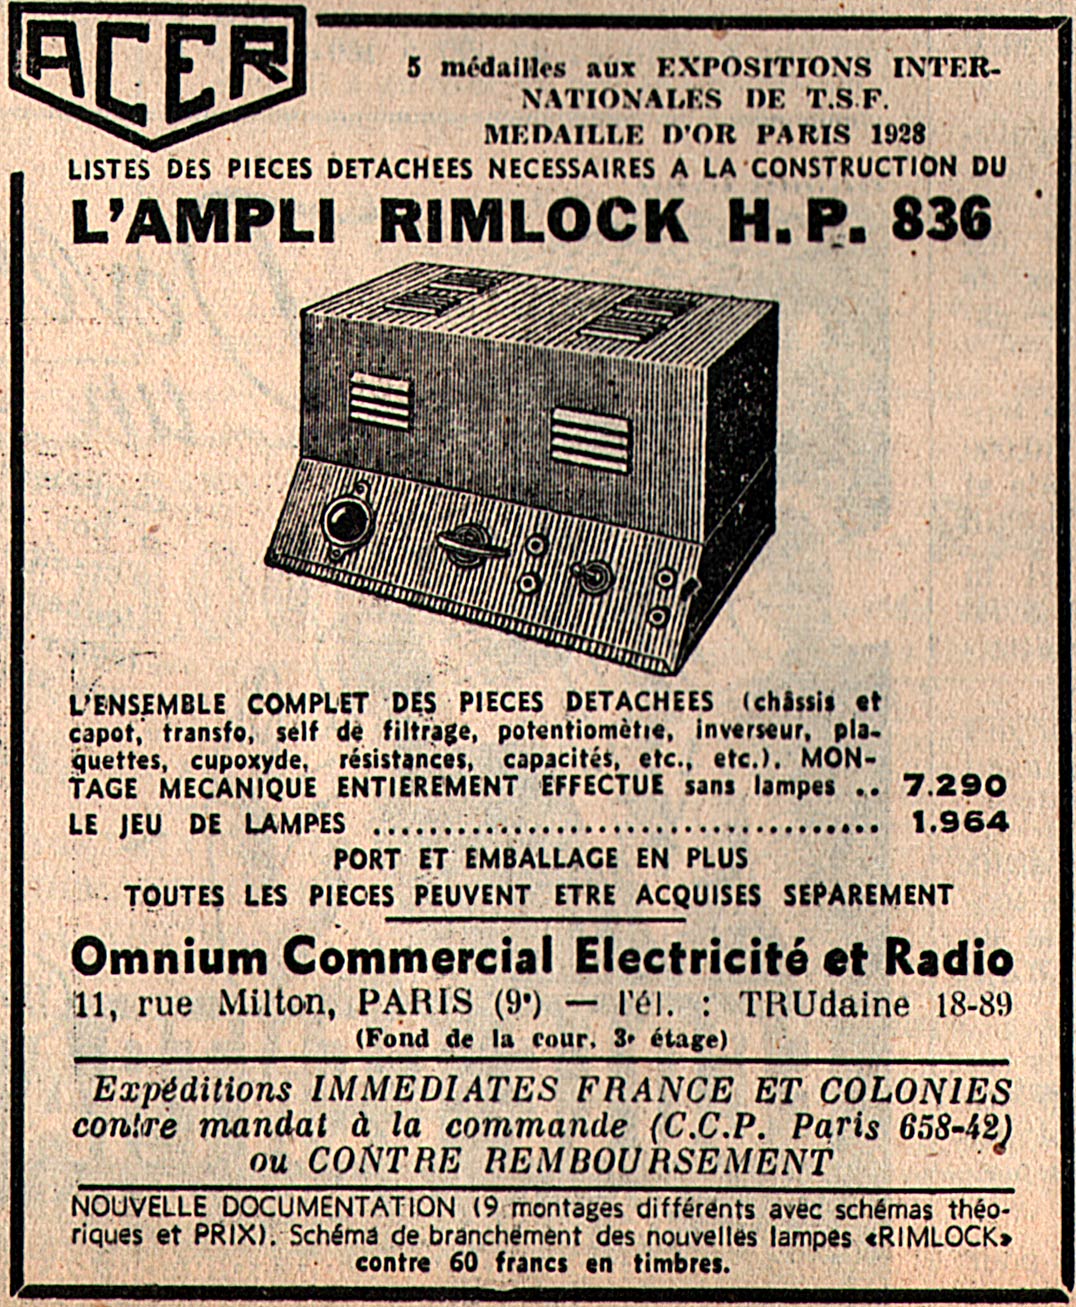 ACER
5 médailles aux EXPOSITIONS INTER-
NATIONALES DE T.S.F.
MEDAILLE D'OR PARIS 1928
LISTES DES PIECES DETACHEES NECESSAIRES A LA CONSTRUCTION DU
L'AMPLI RIMLOCK H.P. 836
L'ENSEMBLE COMPLET DES PIECES DETACHEES (châssis et
capot, transfo, self de filtrage, potentiomètre, inverseur, pla-
quettes, cupoxyde, résistances, capacités, etc., etc.). MON-
TAGE MECANIQUE ENTIEREMENT EFFECTUE sans lampes .. 7.290
LE JEU DE LAMPES .................................... 1.964
PORT ET EMBALLAGE EN PLUS
TOUTES LES PIECES PEUVENT ETRE ACQUISES SEPAREMENT
Omnium Commercial Electricité et Radio
11, rue Milton, PARIS (9e) — Tél. : TRUdaine 18-89
(Fond de la cour, 3e étage)
Expéditions IMMEDIATES FRANCE ET COLONIES
contre mandat à la commande (C.C.P. Paris 658-42)
ou CONTRE REMBOURSEMENT
NOUVELLE DOCUMENTATION (9 montages différents avec schémas théo-
riques et PRIX). Schéma de branchement des nouvelles lampes «RIMLOCK»
contre 60 francs en timbres.